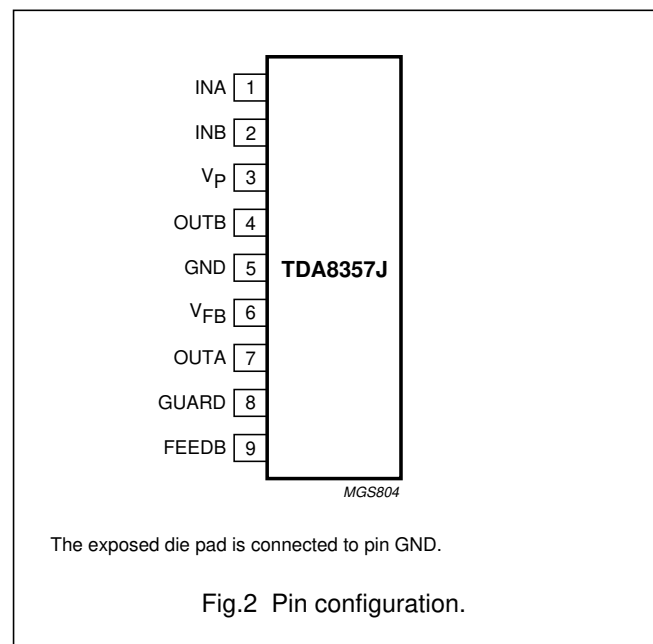 INA 1
INB 2
VP 3
OUTB 4
GND 5
TDA8357J
VFB 6
OUTA 7
GUARD 8
FEEDB 9
MGS804
The exposed die pad is connected to pin GND.
Fig.2 Pin configuration.